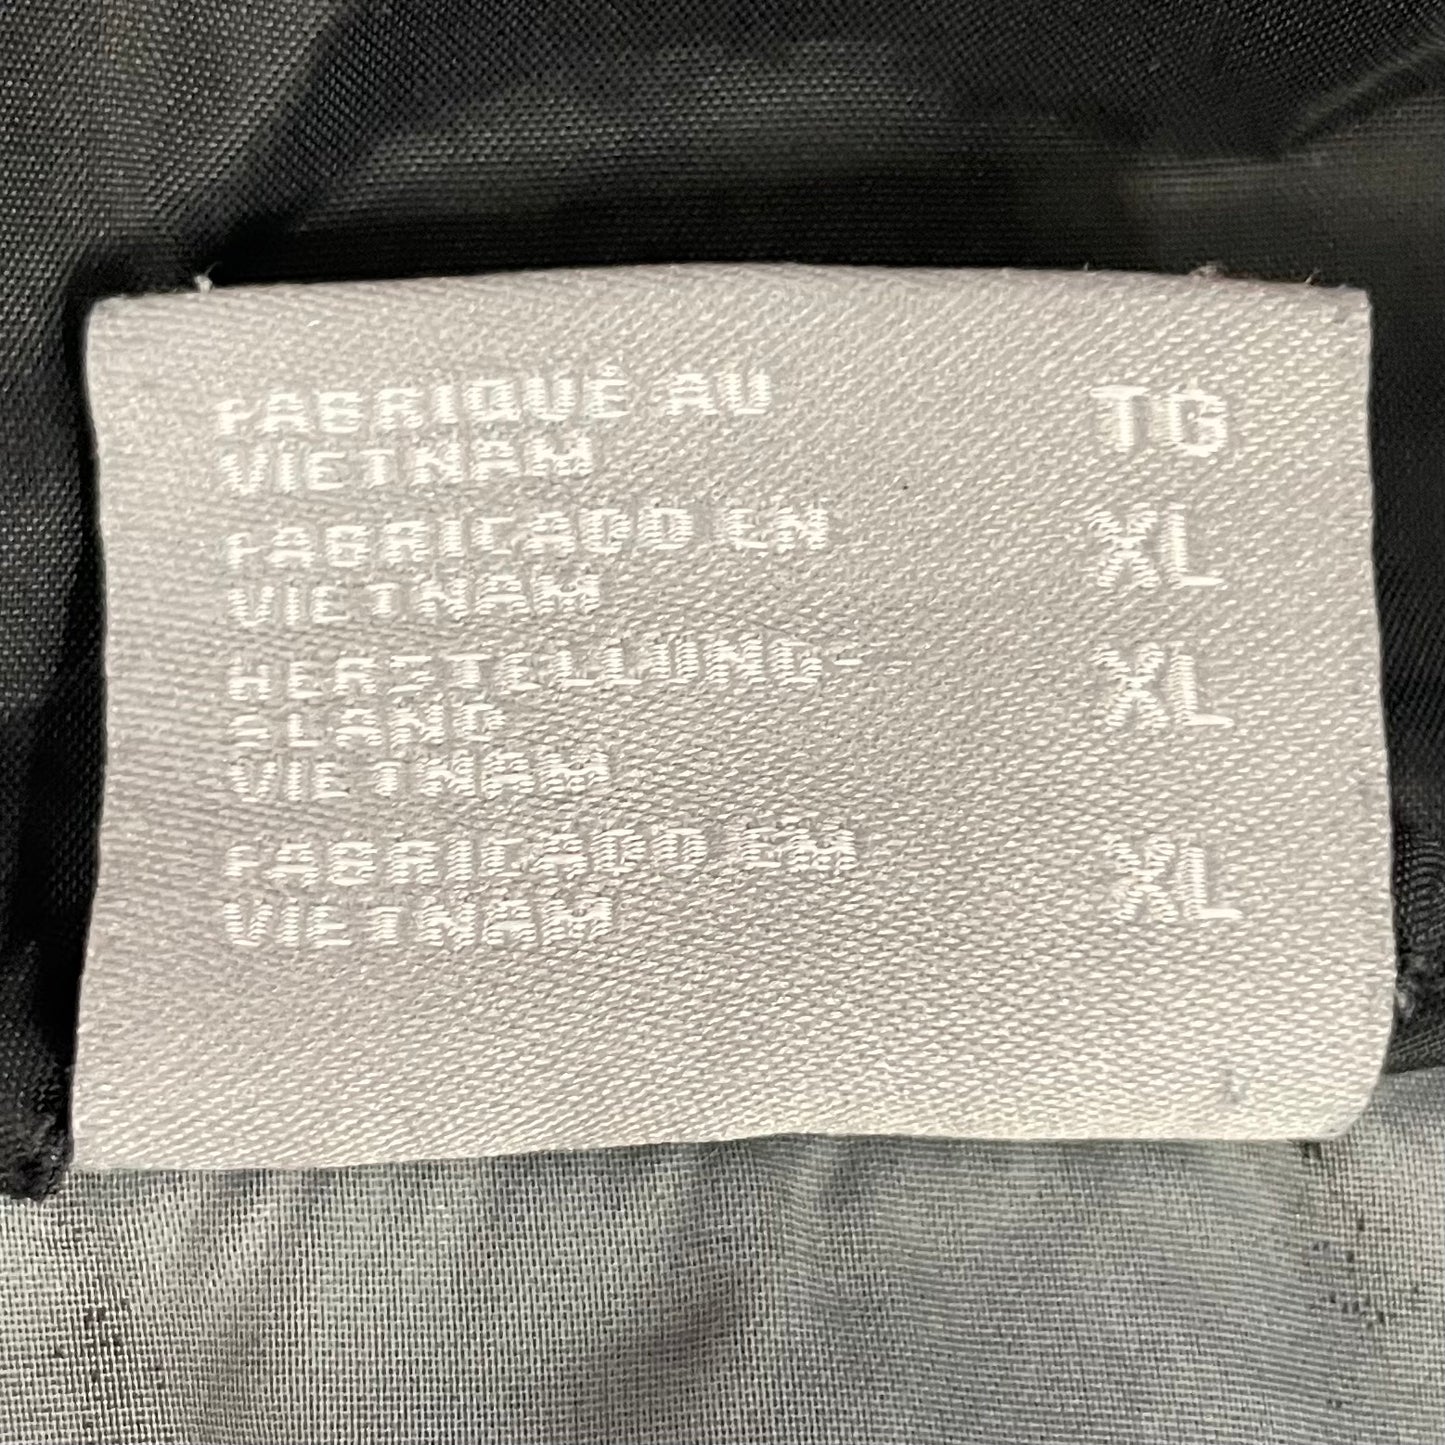 FABRIQUÉ AU TG
VIETNAM
FABRICADO EN XL
VIETNAM
HERSTELLUNG- XL
SLAND
VIETNAM
FABRICADO EM XL
VIETNAM